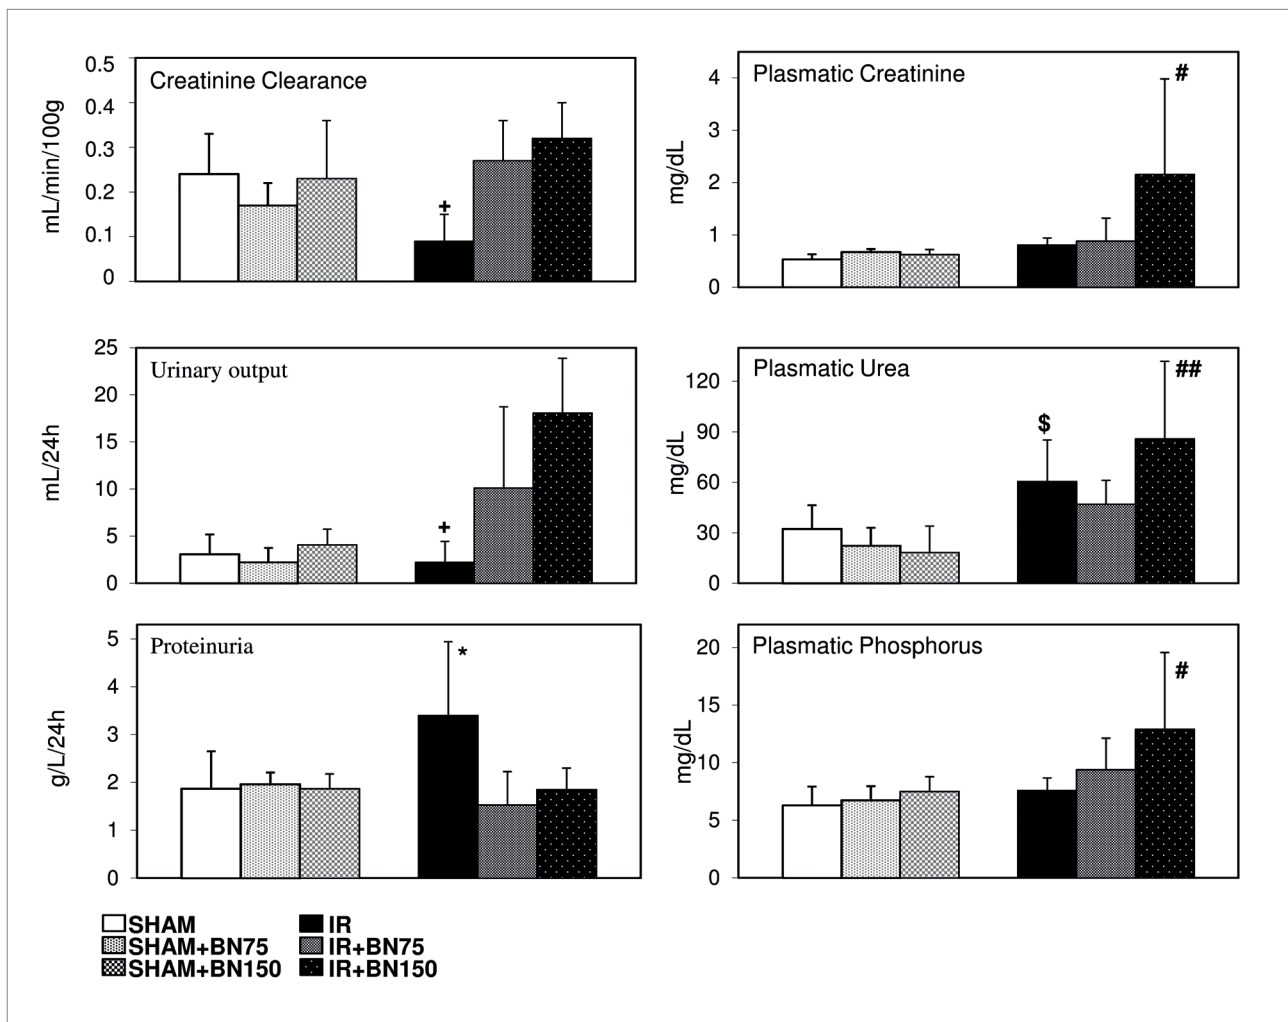 Creatinine Clearance
mL/min/100g
0.5
0.4
0.3
0.2
0.1
0
+
Plasmatic Creatinine
mg/dL
4
3
2
1
0
#
Urinary output
mL/24h
25
20
15
10
5
0
+
Plasmatic Urea
mg/dL
120
90
60
30
0
$
##
Proteinuria
g/L/24h
5
4
3
2
1
0
*
Plasmatic Phosphorus
mg/dL
20
15
10
5
0
#
SHAM
IR
SHAM+BN75
IR+BN75
SHAM+BN150
IR+BN150